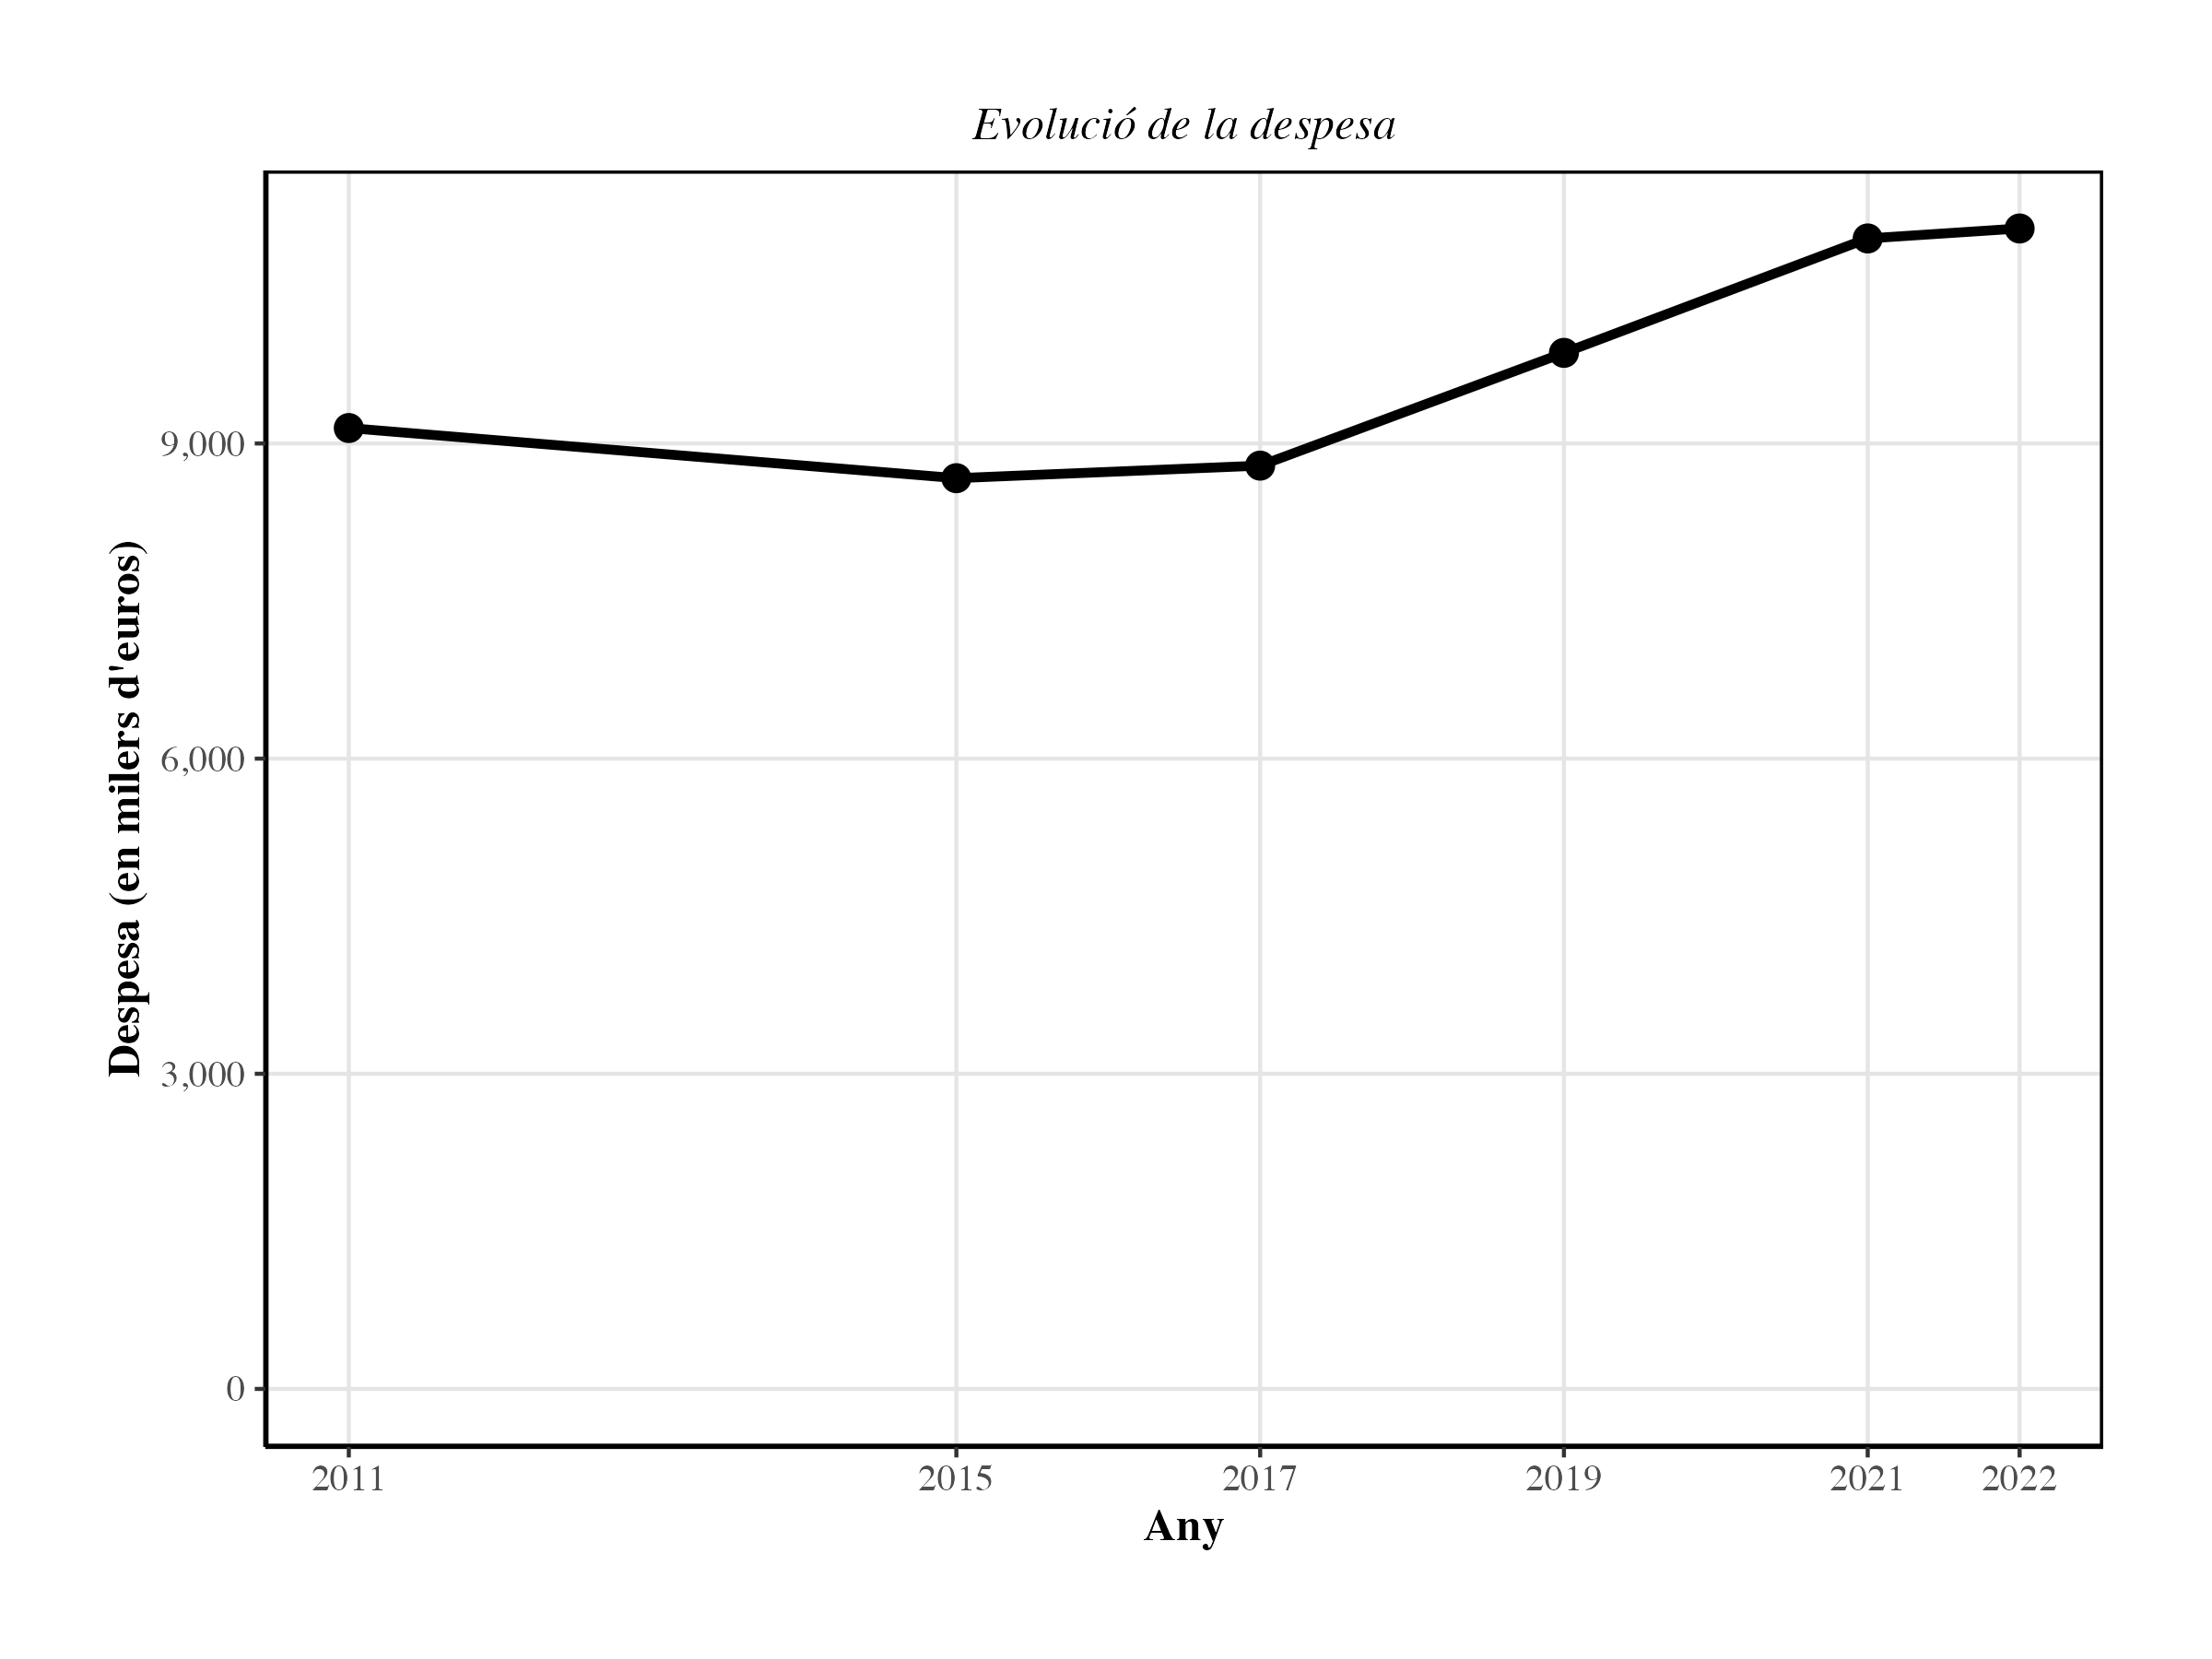 Evolució de la despesa
Despesa (en milers d'euros)
9,000
6,000
3,000
0
2011 2015 2017 2019 2021 2022
Any